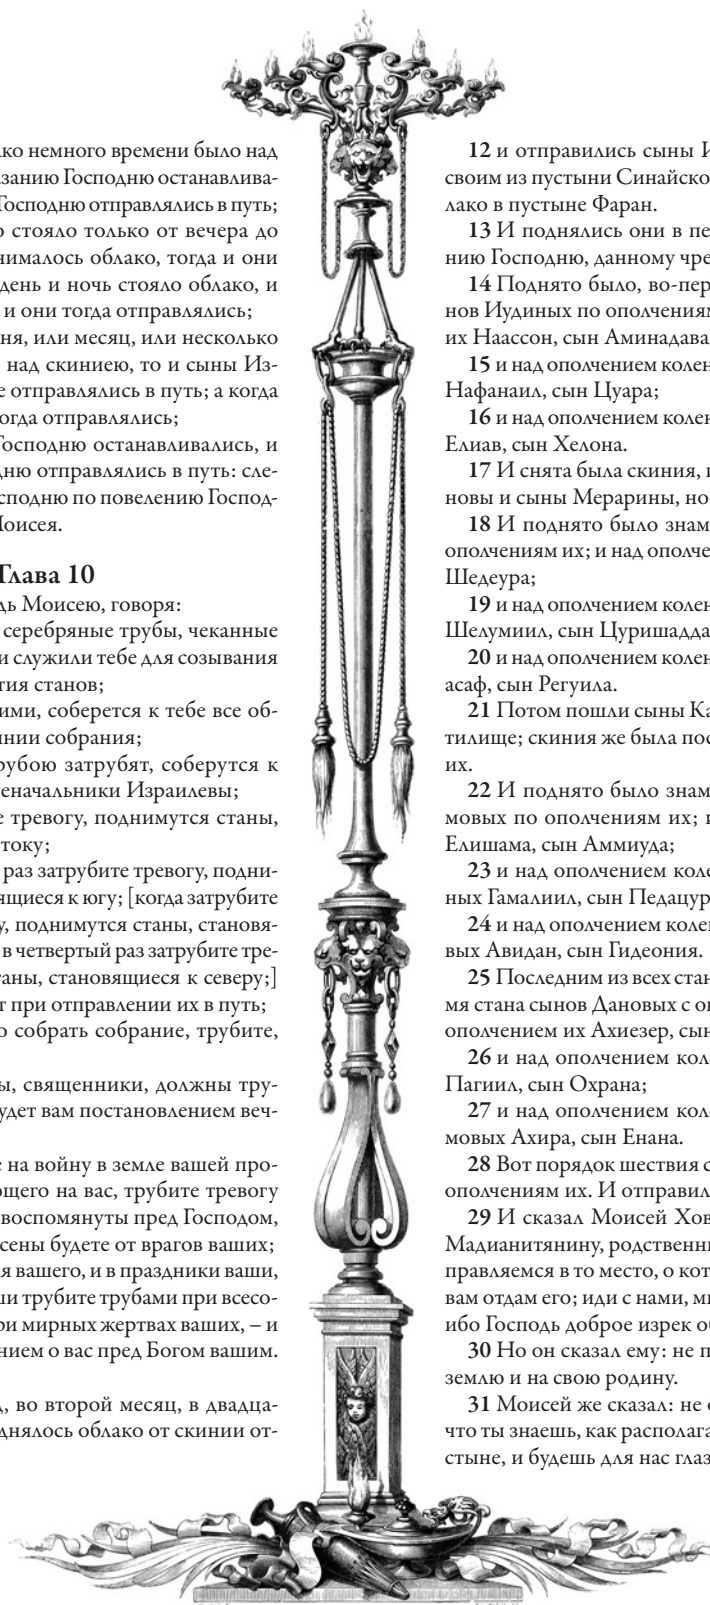 ко немного времени было над
азанию Господню останавлива-
Господню отправлялись в путь;
о стояло только от вечера до
нималось облако, тогда и они
день и ночь стояло облако, и
и они тогда отправлялись;
ня, или месяц, или несколько
над скиниею, то и сыны Из-
е отправлялись в путь; а когда
огда отправлялись;
Господню останавливались, и
дню отправлялись в путь: сле-
сподню по повелению Господ-
Моисея.
Глава 10
дь Моисею, говоря:
серебряные трубы, чеканные
и служили тебе для созывания
тия станов;
ими, соберется к тебе все об-
инии собрания;
рубою затрубят, соберутся к
еначальники Израилевы;
е тревогу, поднимутся станы,
току;
раз затрубите тревогу, подни-
ящиеся к югу; [когда затрубите
у, поднимутся станы, становя-
в четвертый раз затрубите тре-
таны, становящиеся к северу;]
т при отправлении их в путь;
о собрать собрание, трубите,
ы, священники, должны тру-
удет вам постановлением веч-
е на войну в земле вашей про-
ющего на вас, трубите тревогу
воспомянуты пред Господом,
сены будете от врагов ваших;
я вашего, и в праздники ваши,
ши трубите трубами при всесо-
ри мирных жертвах ваших, – и
нием о вас пред Богом вашим.
д, во второй месяц, в двадца-
днялось облако от скинии от-
12 и отправились сыны И
своим из пустыни Синайско
лако в пустыне Фаран.
13 И поднялись они в пе
нию Господню, данному чре
14 Поднято было, во-пер
нов Иудиных по ополчениям
их Наассон, сын Аминадава
15 и над ополчением колен
Нафанаил, сын Цуара;
16 и над ополчением колен
Елиав, сын Хелона.
17 И снята была скиния, и
новы и сыны Мерарины, но
18 И поднято было знам
ополчениям их; и над ополче
Шедеура;
19 и над ополчением колен
Шелумиил, сын Цуришадда
20 и над ополчением колен
асаф, сын Регуила.
21 Потом пошли сыны Ка
тилище; скиния же была пос
их.
22 И поднято было знам
мовых по ополчениям их; и
Елишама, сын Аммиуда;
23 и над ополчением коле
ных Гамалиил, сын Педацур
24 и над ополчением колен
вых Авидан, сын Гидеония.
25 Последним из всех стан
мя стана сынов Дановых с оп
ополчением их Ахиезер, сын
26 и над ополчением коле
Пагиил, сын Охрана;
27 и над ополчением коле
мовых Ахира, сын Енана.
28 Вот порядок шествия с
ополчениям их. И отправил
29 И сказал Моисей Хов
Мадианитянину, родственни
правляемся в то место, о кот
вам отдам его; иди с нами, мы
ибо Господь доброе изрек об
30 Но он сказал ему: не п
землю и на свою родину.
31 Моисей же сказал: не о
что ты знаешь, как располага
стыне, и будешь для нас глаз